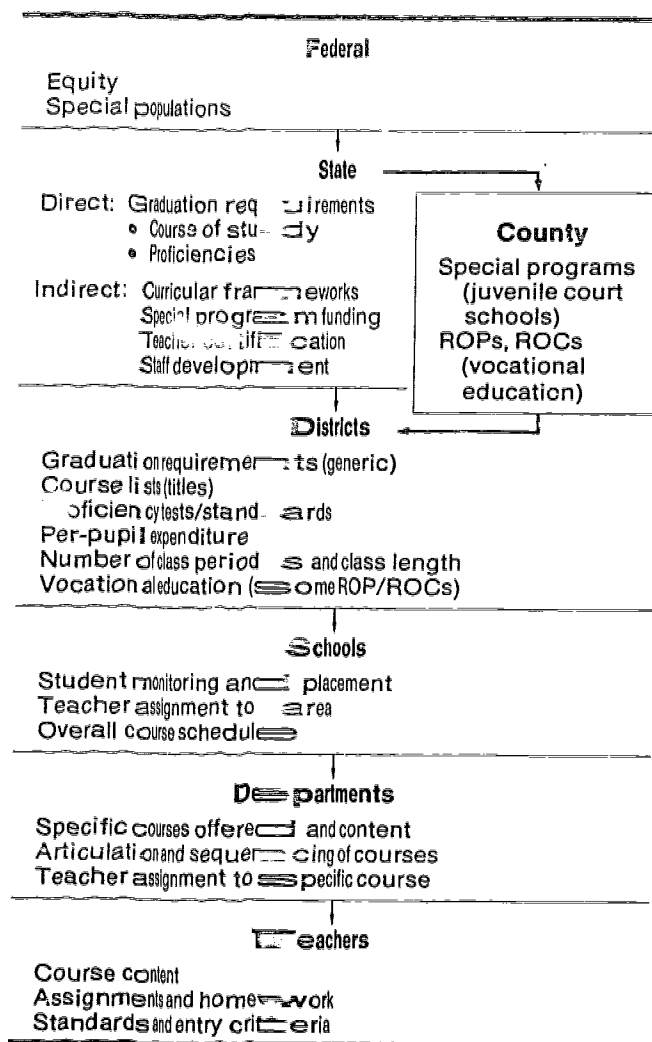 Federal
Equity
Special populations
State
Direct: Graduation requirements
• Course of study
• Proficiencies
Indirect: Curricular frameworks
Special program funding
Teacher certification
Staff development
County
Special programs
(juvenile court
schools)
ROPs, ROCs
(vocational
education)
Districts
Graduation requirements (generic)
Course lists (titles)
Proficiency tests/standards
Per-pupil expenditure
Number of class periods and class length
Vocational education (some ROP/ROCs)
Schools
Student monitoring and placement
Teacher assignment to area
Overall course schedule
Departments
Specific courses offered and content
Articulation and sequencing of courses
Teacher assignment to specific course
Teachers
Course content
Assignments and homework
Standards and entry criteria